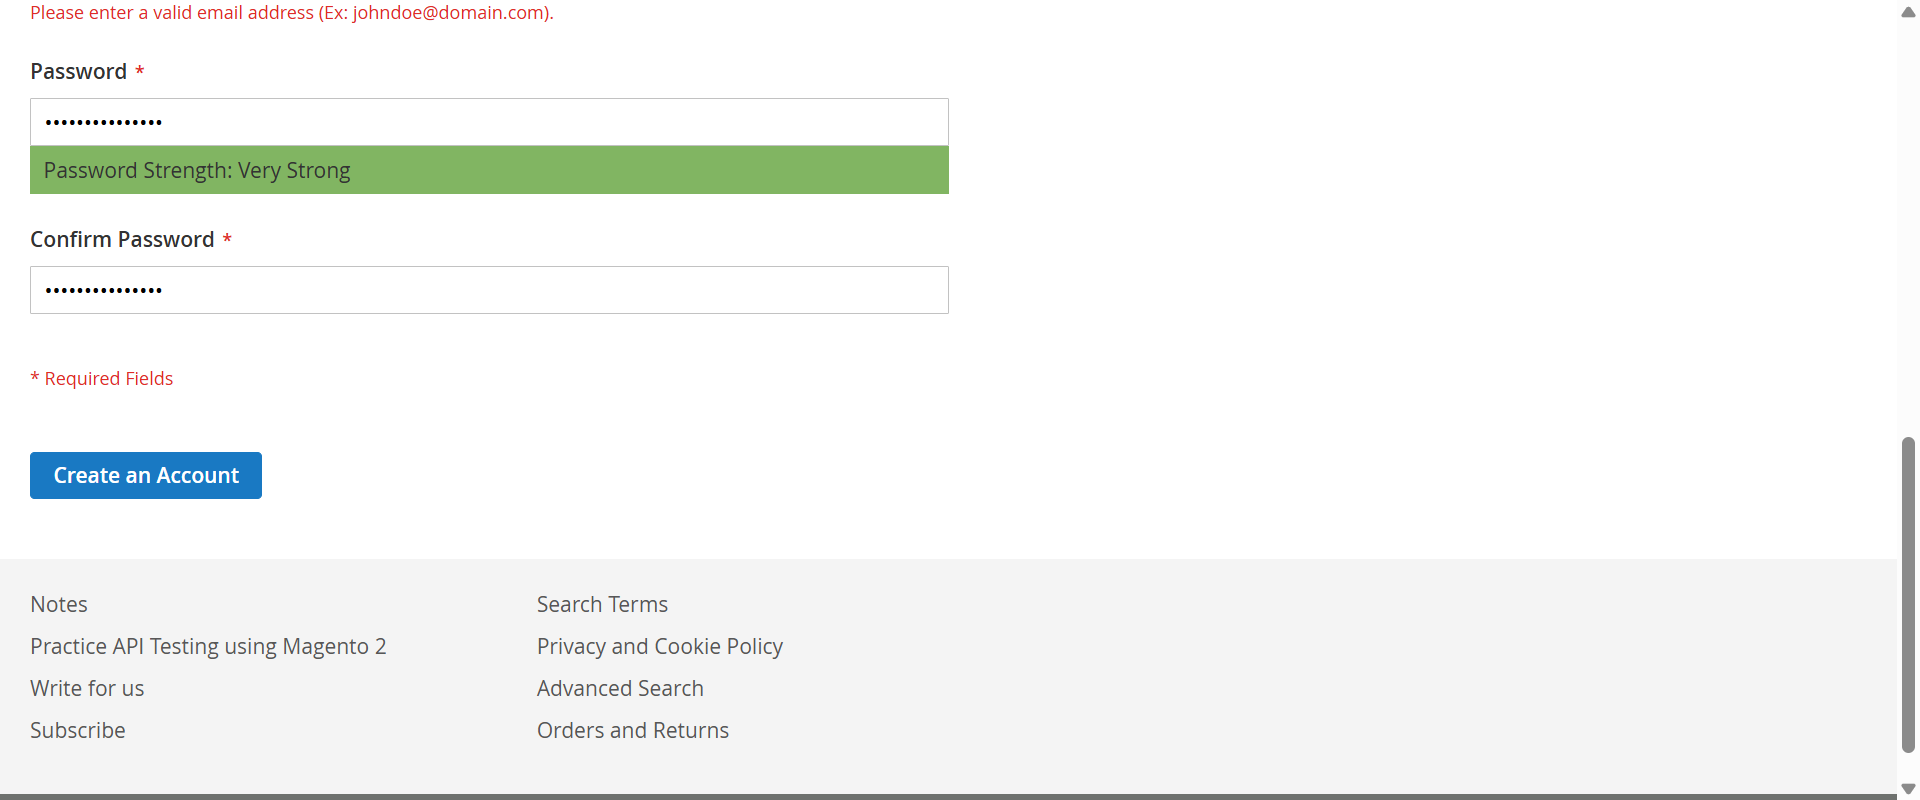 Please enter a valid email address (Ex: johndoe@domain.com).
Password *
•••••••••••••••
Password Strength: Very Strong
Confirm Password *
•••••••••••••••
* Required Fields
Create an Account
Notes
Practice API Testing using Magento 2
Write for us
Subscribe
Search Terms
Privacy and Cookie Policy
Advanced Search
Orders and Returns